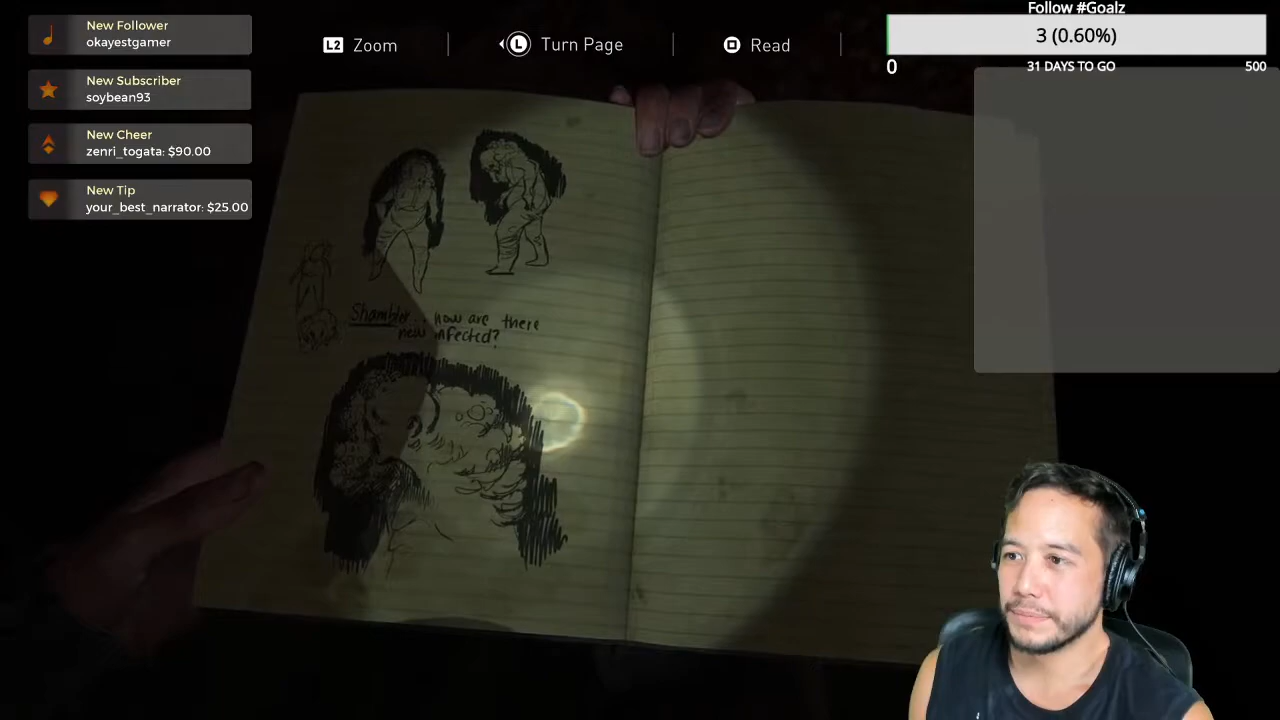 Follow #Goalz
New Follower
okayestgamer
New Subscriber
soybean93
New Cheer
zenri_togata: $90.00
New Tip
your_best_narrator: $25.00
L2 Zoom
L Turn Page
Read
3 (0.60%)
0
31 DAYS TO GO
500
Shambler.. how are there
new infected?